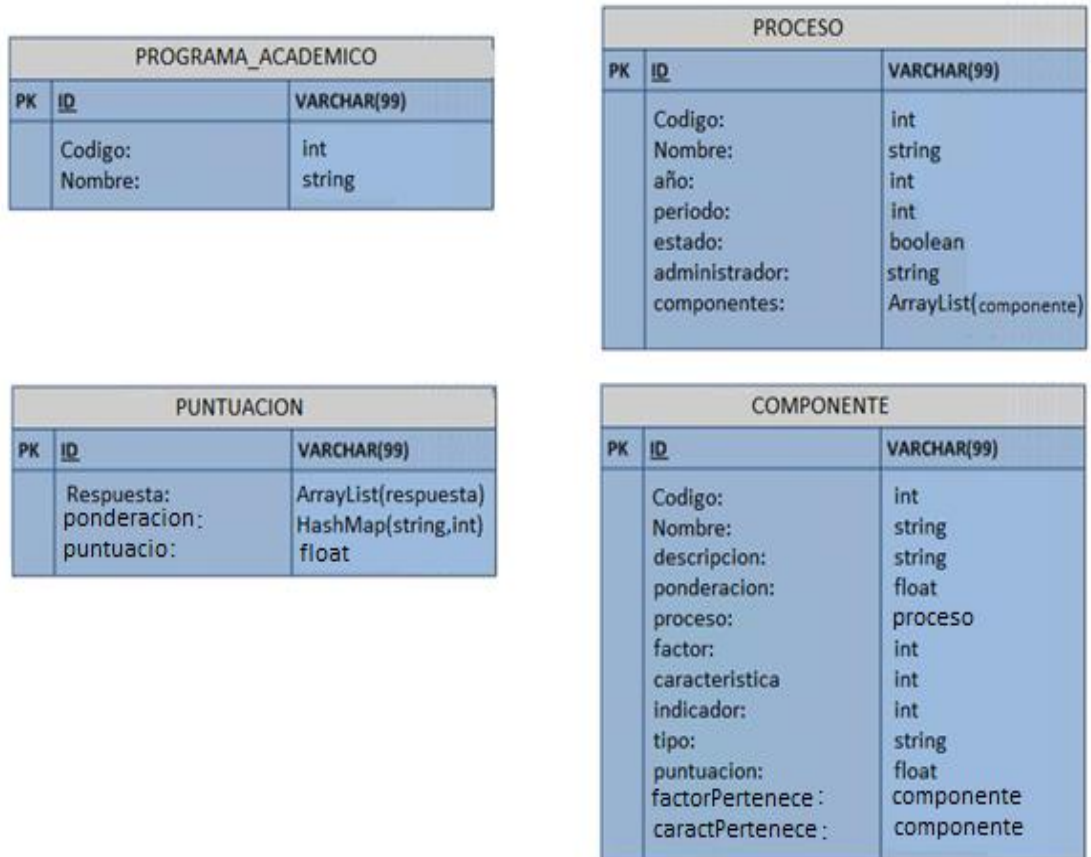 PROGRAMA_ACADEMICO
PK ID VARCHAR(99)
Codigo: int
Nombre: string
PROCESO
PK ID VARCHAR(99)
Codigo: int
Nombre: string
año: int
periodo: int
estado: boolean
administrador: string
componentes: ArrayList(componente)
PUNTUACION
PK ID VARCHAR(99)
Respuesta: ArrayList(respuesta)
ponderacion: HashMap(string,int)
puntuacio: float
COMPONENTE
PK ID VARCHAR(99)
Codigo: int
Nombre: string
descripcion: string
ponderacion: float
proceso: proceso
factor: int
caracteristica int
indicador: int
tipo: string
puntuacion: float
factorPertenece: componente
caractPertenece: componente